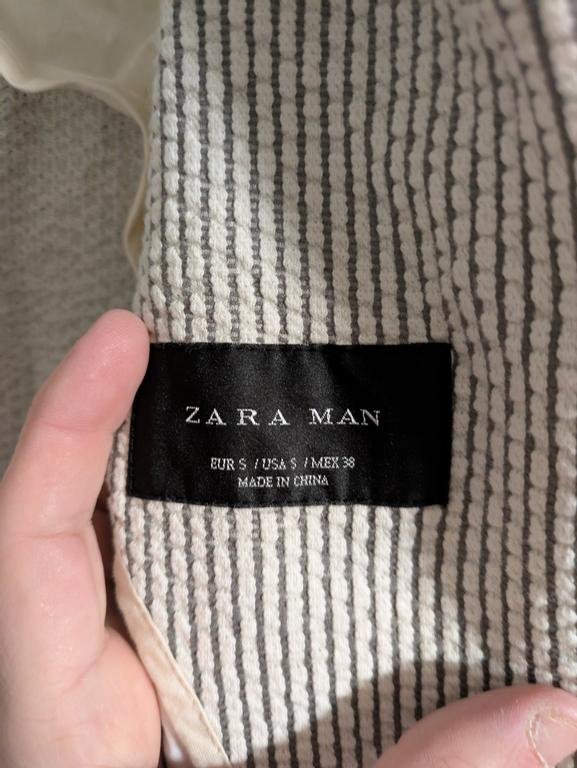 ZARA MAN
EUR S / USA S / MEX 38
MADE IN CHINA